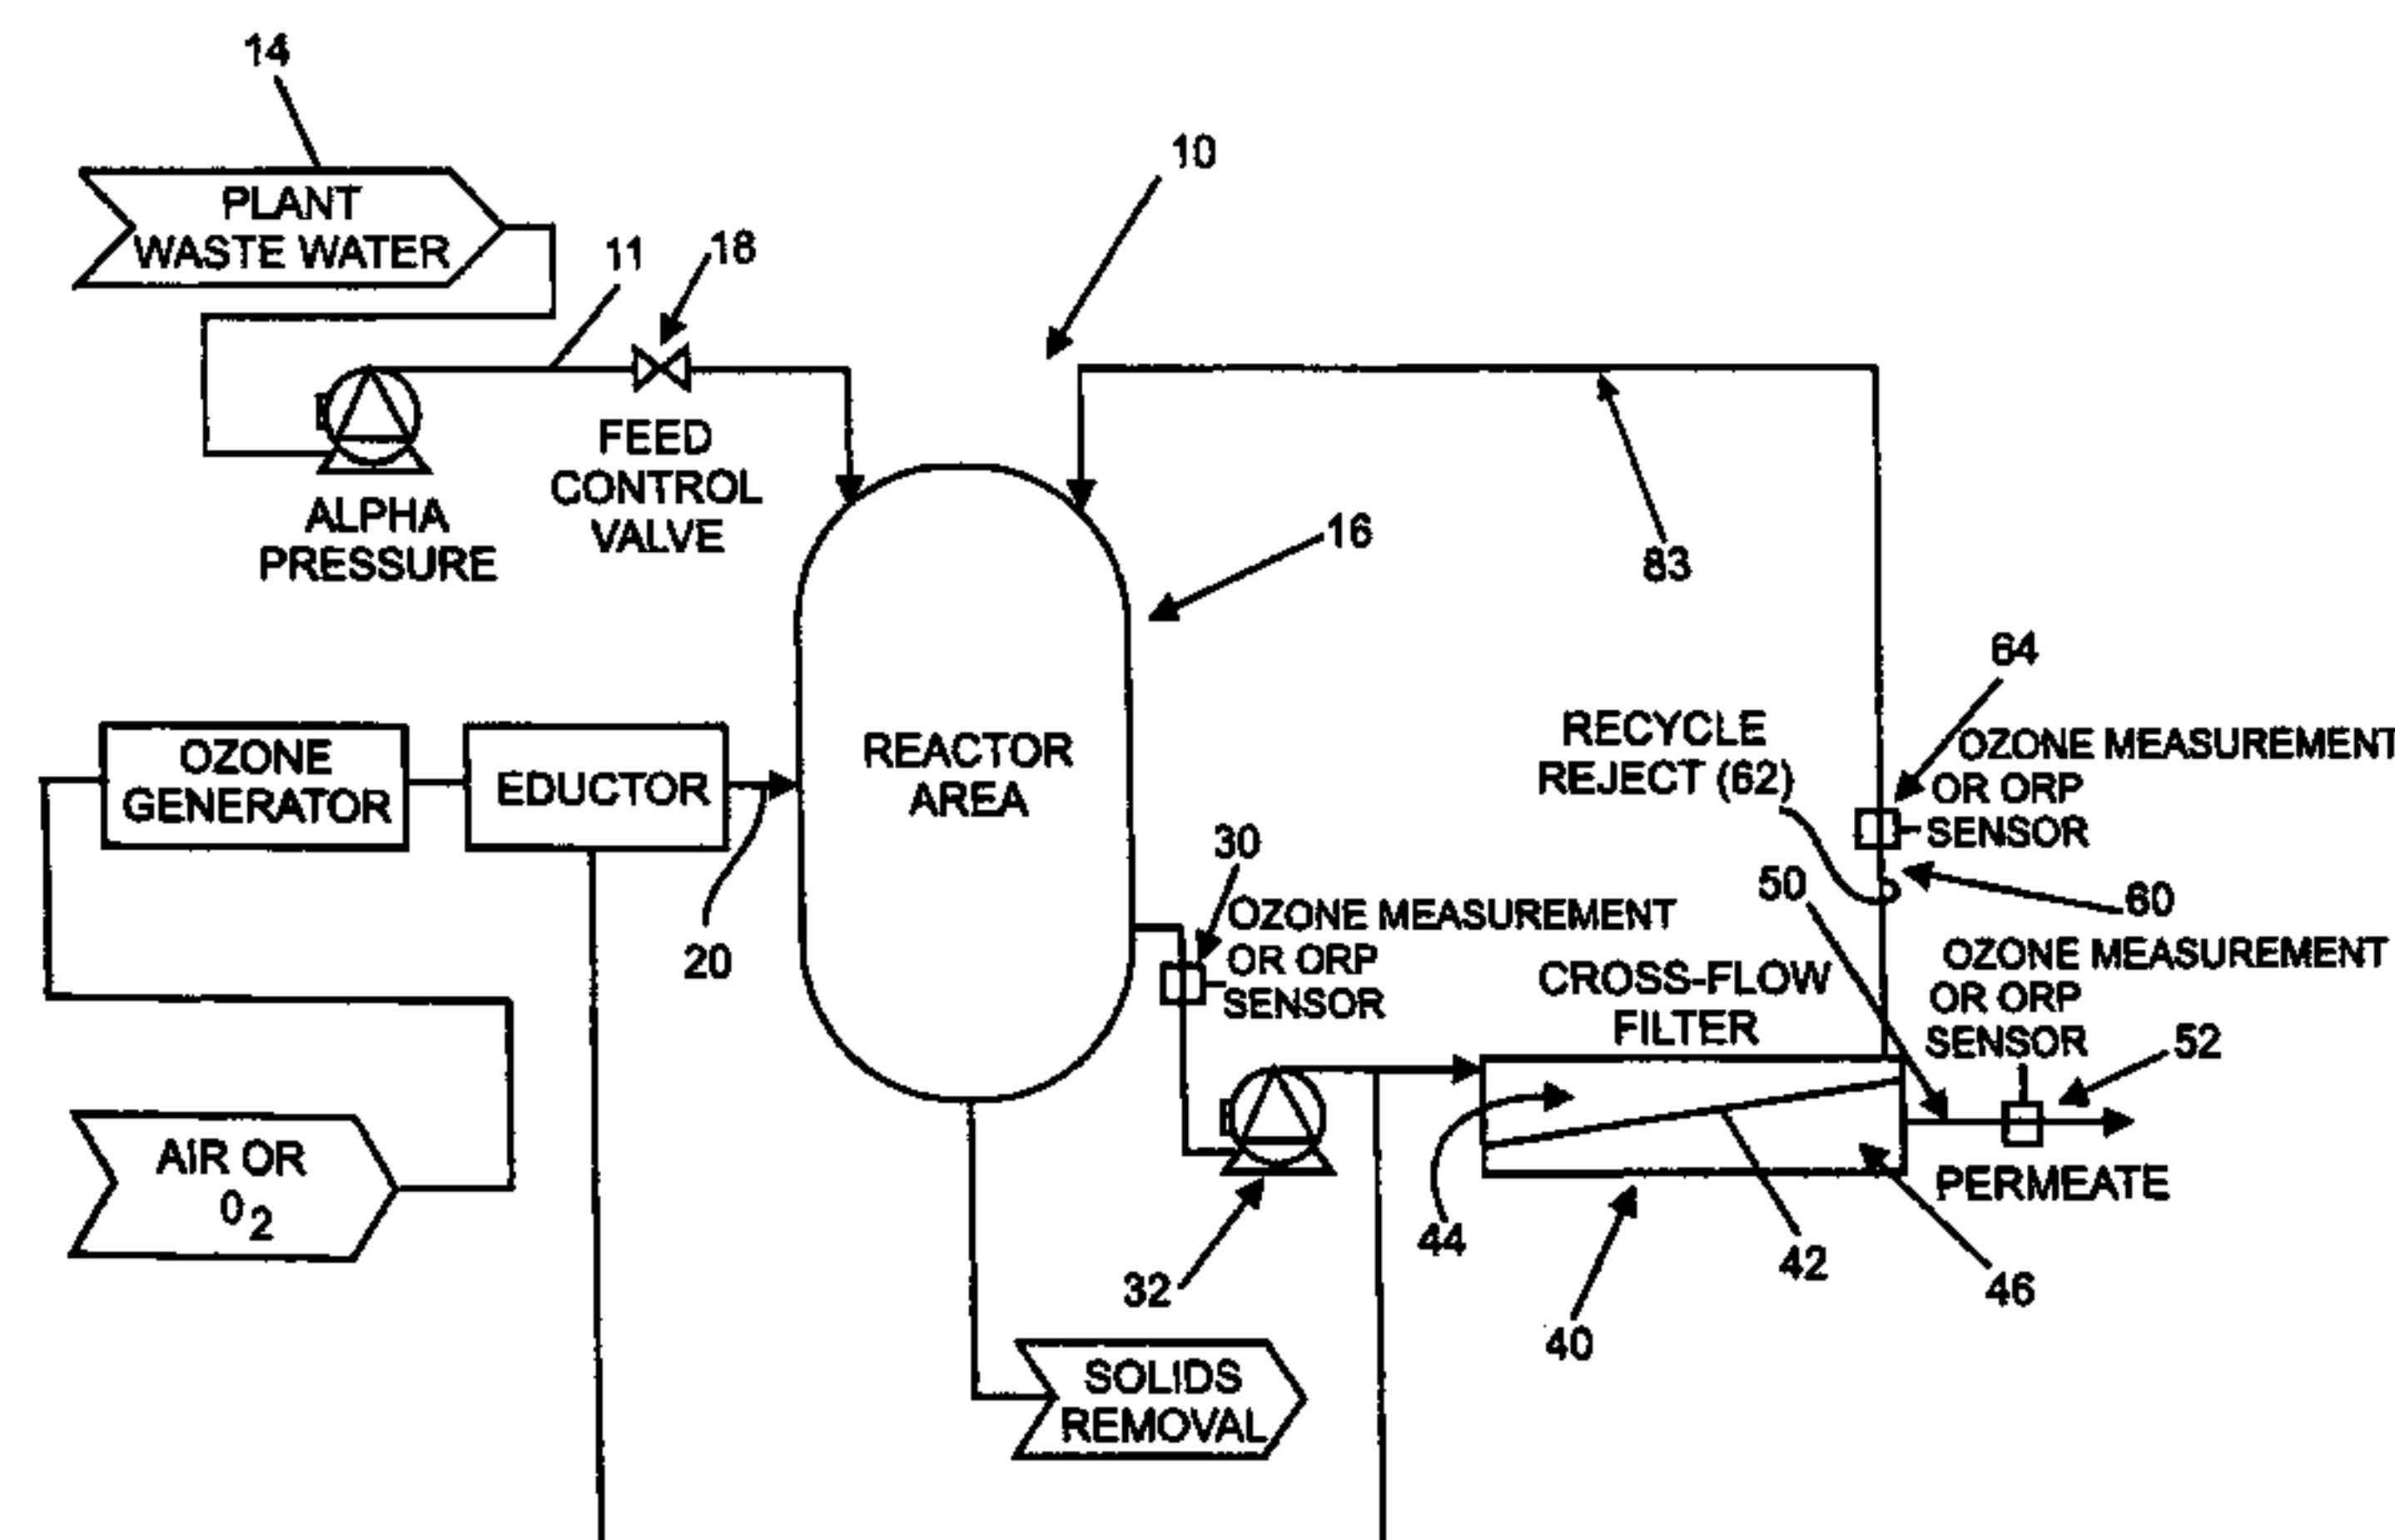 14
PLANT
WASTE WATER
11
18
10
FEED
CONTROL
VALVE
ALPHA
PRESSURE
16
83
64
OZONE
GENERATOR
EDUCTOR
REACTOR
AREA
RECYCLE
REJECT (62)
OZONE MEASUREMENT
OR ORP
SENSOR
20
30
OZONE MEASUREMENT
OR ORP
SENSOR
50
60
CROSS-FLOW
FILTER
OZONE MEASUREMENT
OR ORP
SENSOR
52
AIR OR
O2
PERMEATE
44
42
46
32
40
SOLIDS
REMOVAL